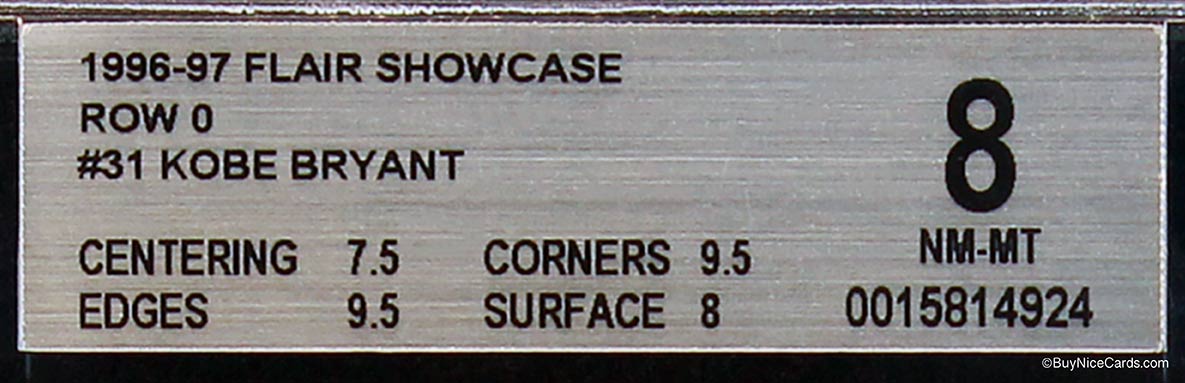 1996-97 FLAIR SHOWCASE
ROW 0
#31 KOBE BRYANT
8
NM-MT
CENTERING 7.5 CORNERS 9.5
EDGES 9.5 SURFACE 8
0015814924
©BuyNiceCards.com